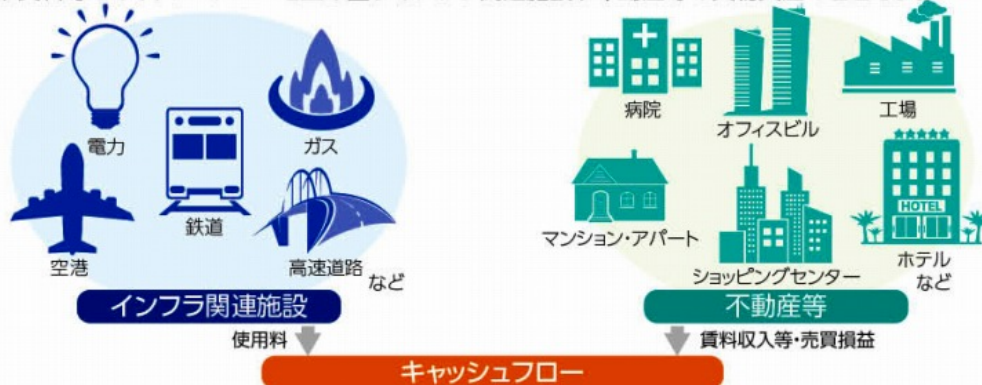 電力
ガス
鉄道
空港
高速道路
など
インフラ関連施設
使用料
病院
オフィスビル
工場
マンション・アパート
ショッピングセンター
HOTEL
ホテル
など
不動産等
賃料収入等・売買損益
キャッシュフロー